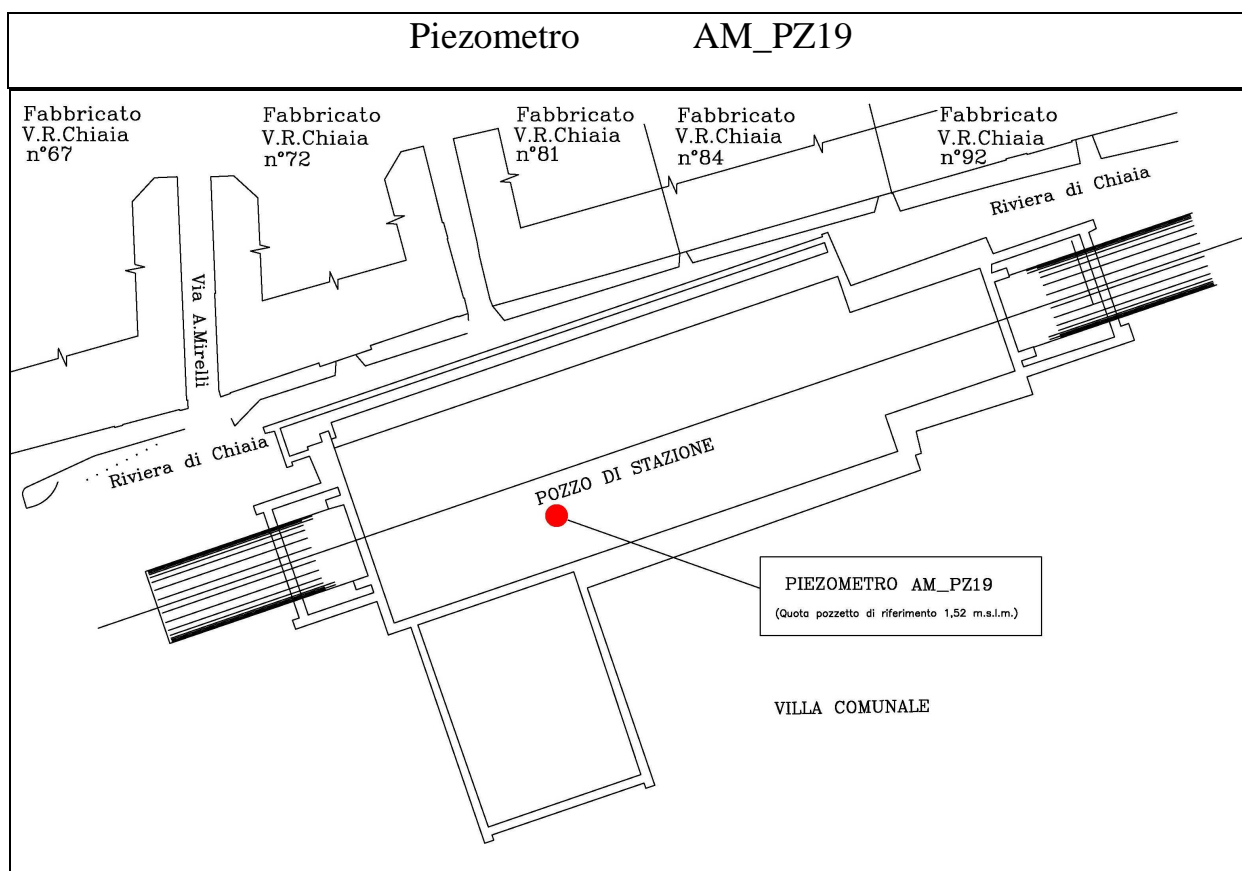 Piezometro AM_PZ19
Fabbricato
V.R.Chiaia
n°67
Fabbricato
V.R.Chiaia
n°72
Fabbricato
V.R.Chiaia
n°81
Fabbricato
V.R.Chiaia
n°84
Fabbricato
V.R.Chiaia
n°92
Riviera di Chiaia
Via A.Mirelli
Riviera di Chiaia
POZZO DI STAZIONE
PIEZOMETRO AM_PZ19
(Quota pozzetto di riferimento 1,52 m.s.l.m.)
VILLA COMUNALE